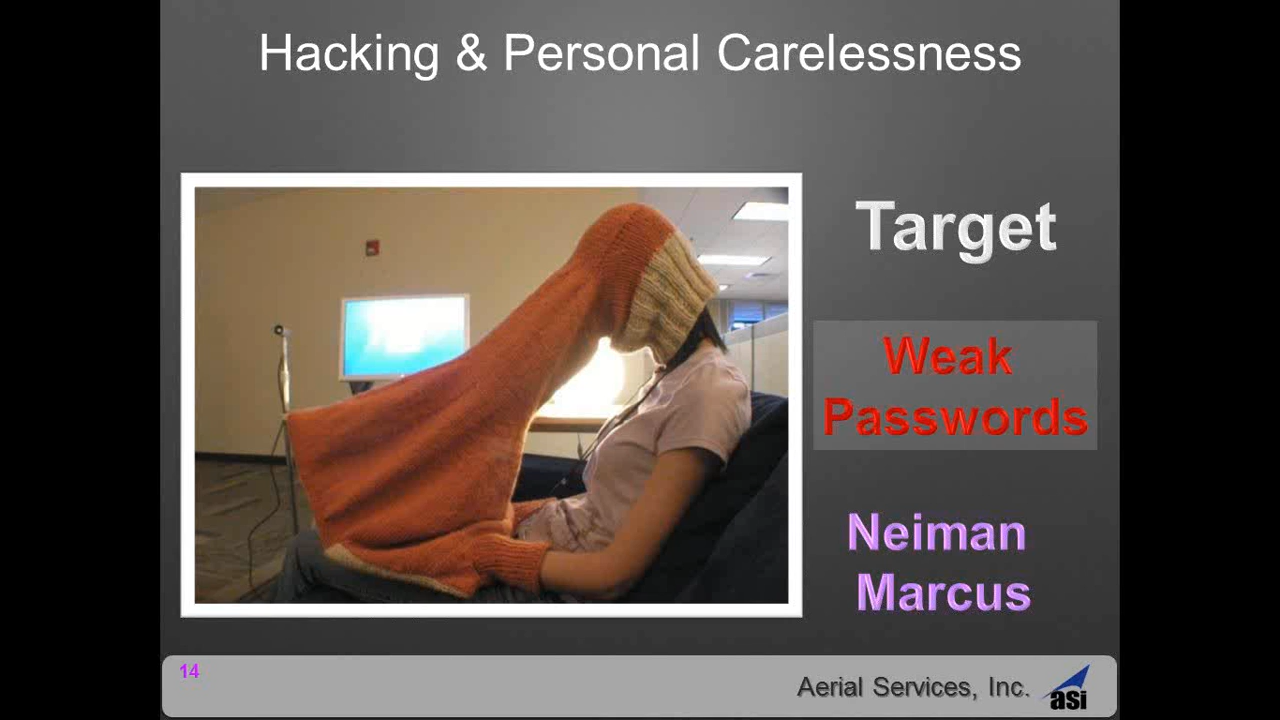 Hacking & Personal Carelessness
Target
Weak
Passwords
Neiman
Marcus
14
Aerial Services, Inc.
asi